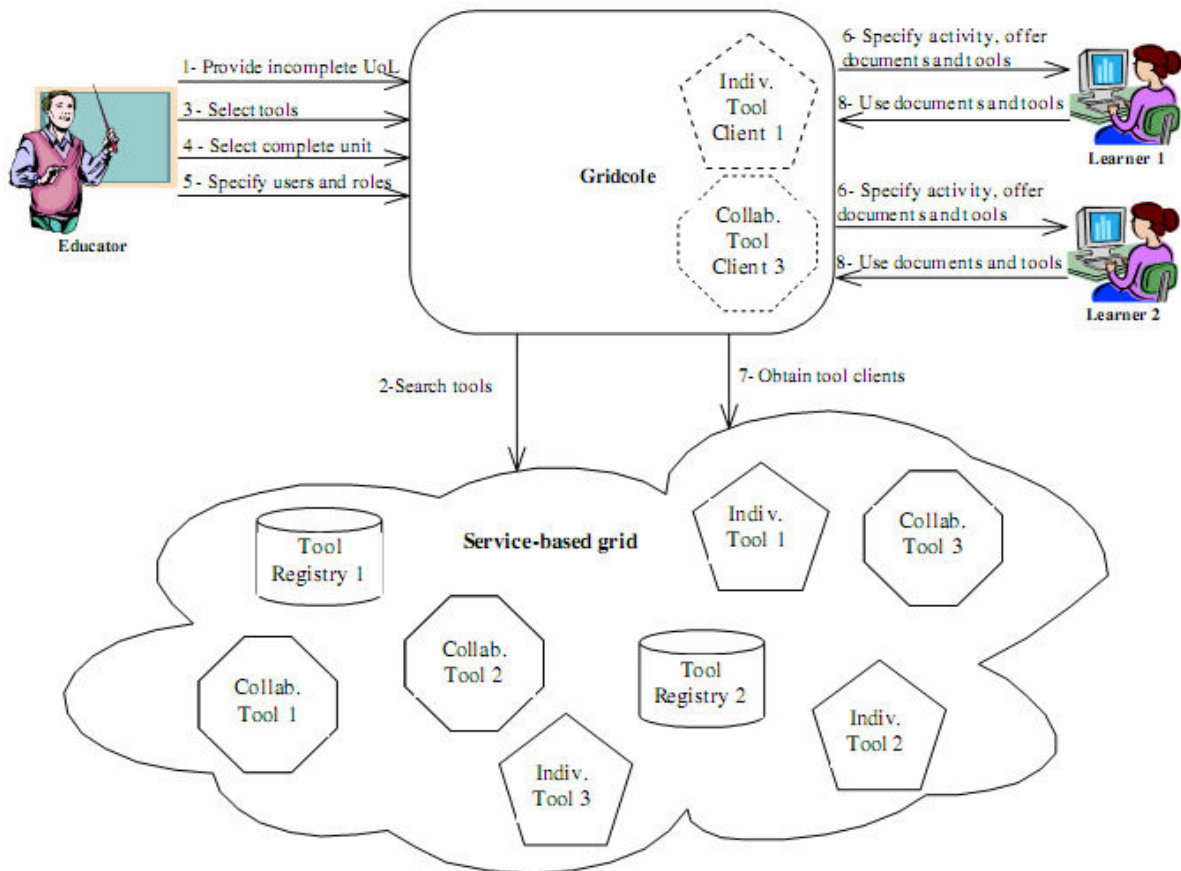 1- Provide incomplete UoL
3- Select tools
4- Select complete unit
5- Specify users and roles
Educator
Gridcole
Indiv.
Tool
Client 1
Collab.
Tool
Client 3
6- Specify activity, offer
documents and tools
8- Use documents and tools
Learner 1
6- Specify activity, offer
documents and tools
8- Use documents and tools
Learner 2
2-Search tools
7- Obtain tool clients
Service-based grid
Tool
Registry 1
Indiv.
Tool 1
Collab.
Tool 3
Collab.
Tool 2
Collab.
Tool 1
Tool
Registry 2
Indiv.
Tool 2
Indiv.
Tool 3